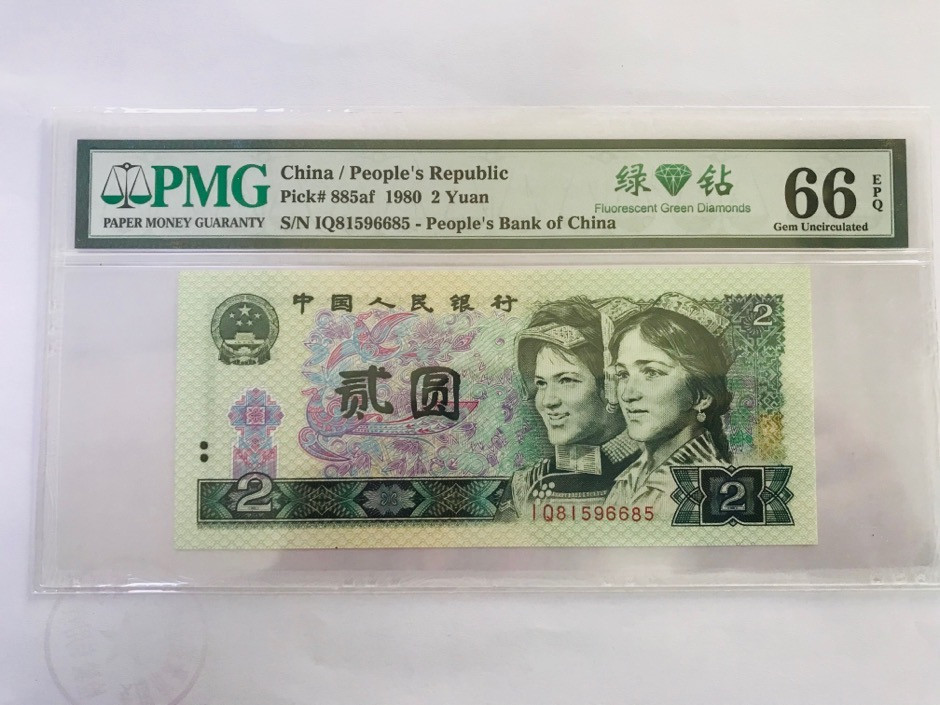 PMG
PAPER MONEY GUARANTY
China / People's Republic
Pick# 885af 1980 2 Yuan
S/N IQ81596685 - People's Bank of China
绿 钻
Fluorescent Green Diamonds
66
EPQ
Gem Uncirculated
中国人民银行
2
贰圆
2
IQ81596685
2